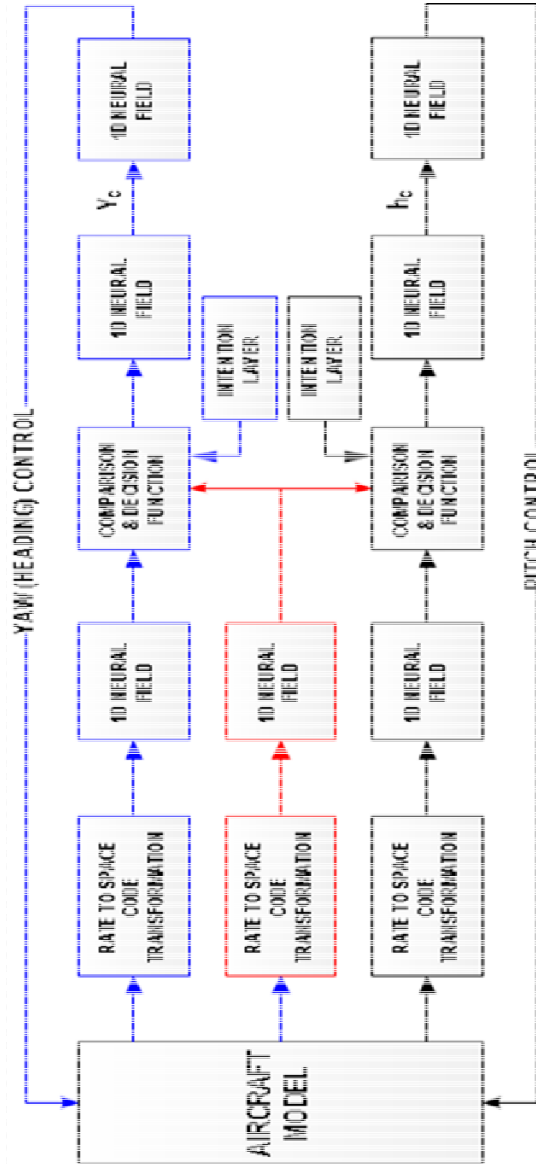 YAW (HEADING) CONTROL
AIRCRAFT
MODEL
RATE TO SPACE
CODE
TRANSFORMATION
1D NEURAL
FIELD
COMPARISON
& DECISION
FUNCTION
1D NEURAL
FIELD
Yc
1D NEURAL
FIELD
INTENTION
LAYER
RATE TO SPACE
CODE
TRANSFORMATION
1D NEURAL
FIELD
INTENTION
LAYER
RATE TO SPACE
CODE
TRANSFORMATION
1D NEURAL
FIELD
COMPARISON
& DECISION
FUNCTION
1D NEURAL
FIELD
hc
1D NEURAL
FIELD
PITCH CONTROL